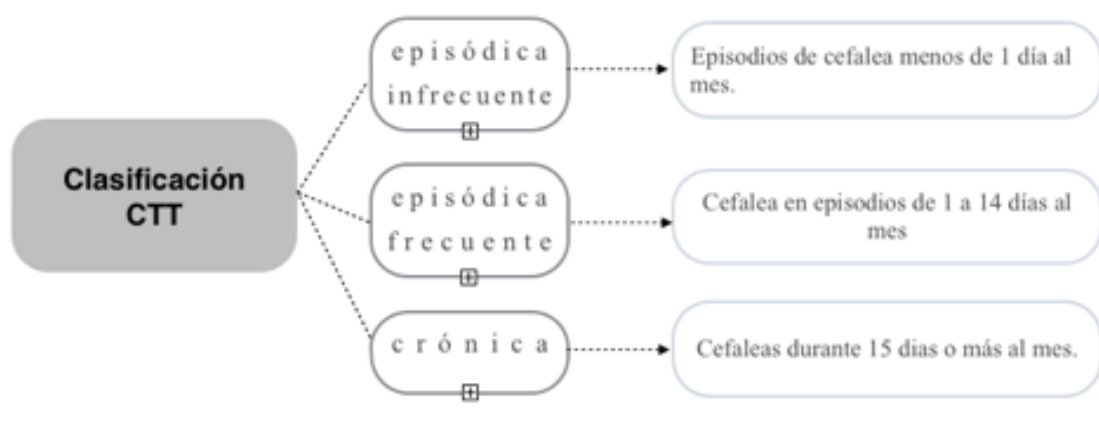 Clasificación
CTT
episódica
infrecuente
Episodios de cefalea menos de 1 día al
mes.
episódica
frecuente
Cefalea en episodios de 1 a 14 días al
mes
crónica
Cefaleas durante 15 dias o más al mes.